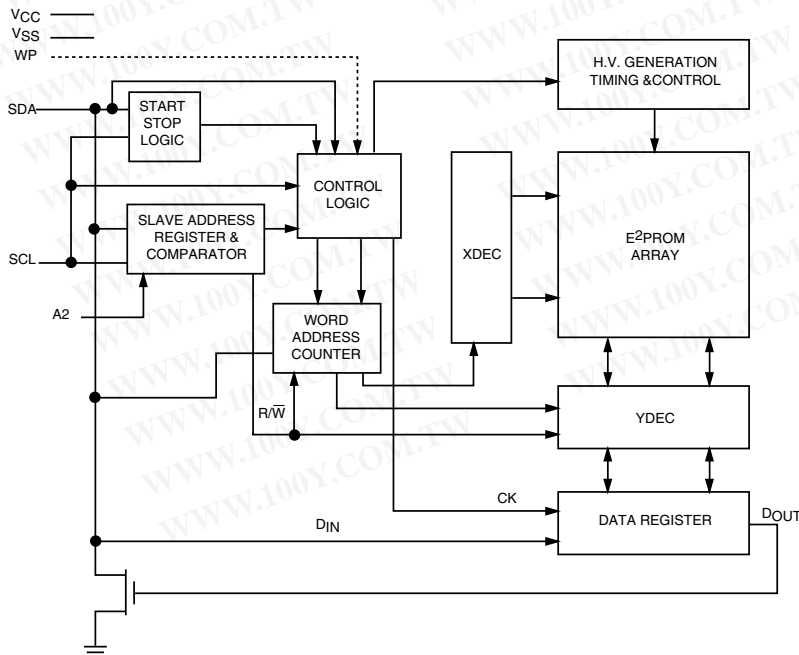 VCC
VSS
WP
H.V. GENERATION
TIMING &CONTROL
SDA
START
STOP
LOGIC
CONTROL
LOGIC
SLAVE ADDRESS
REGISTER &
COMPARATOR
XDEC
E2PROM
ARRAY
SCL
A2
WORD
ADDRESS
COUNTER
R/W̅
YDEC
CK
DATA REGISTER
DOUT
DIN
WWW.100Y.COM.TW